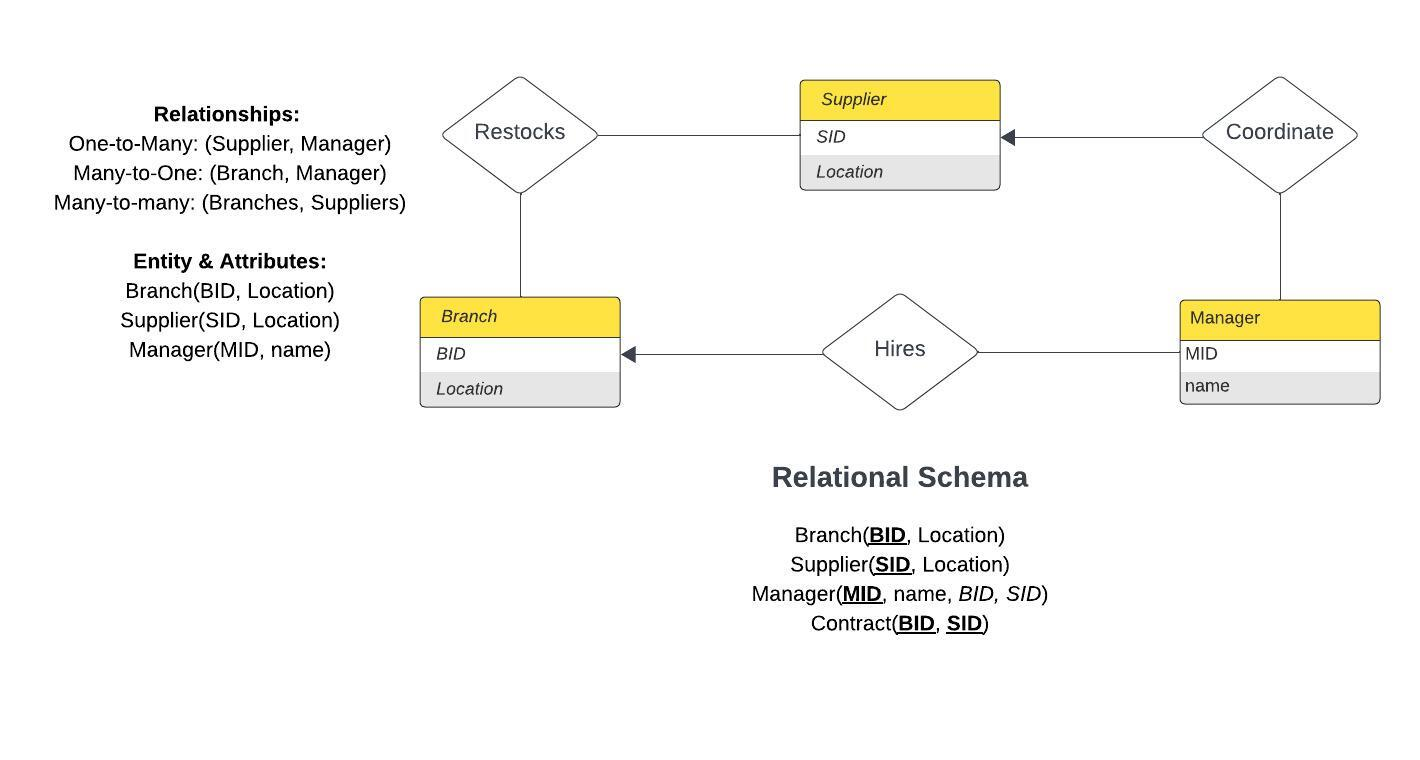 Relationships:
One-to-Many: (Supplier, Manager)
Many-to-One: (Branch, Manager)
Many-to-many: (Branches, Suppliers)
Entity & Attributes:
Branch(BID, Location)
Supplier(SID, Location)
Manager(MID, name)
Restocks
Supplier
SID
Location
Coordinate
Branch
BID
Location
Hires
Manager
MID
name
Relational Schema
Branch(BID, Location)
Supplier(SID, Location)
Manager(MID, name, BID, SID)
Contract(BID, SID)